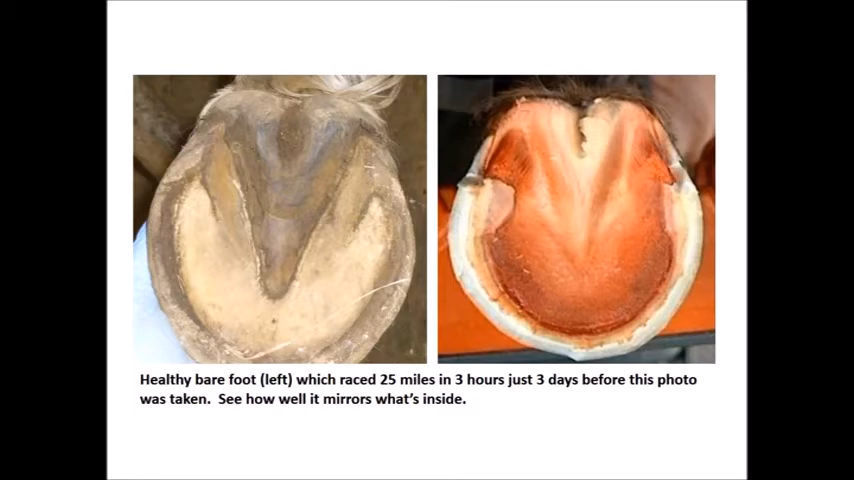 Healthy bare foot (left) which raced 25 miles in 3 hours just 3 days before this photo
was taken.  See how well it mirrors what's inside.